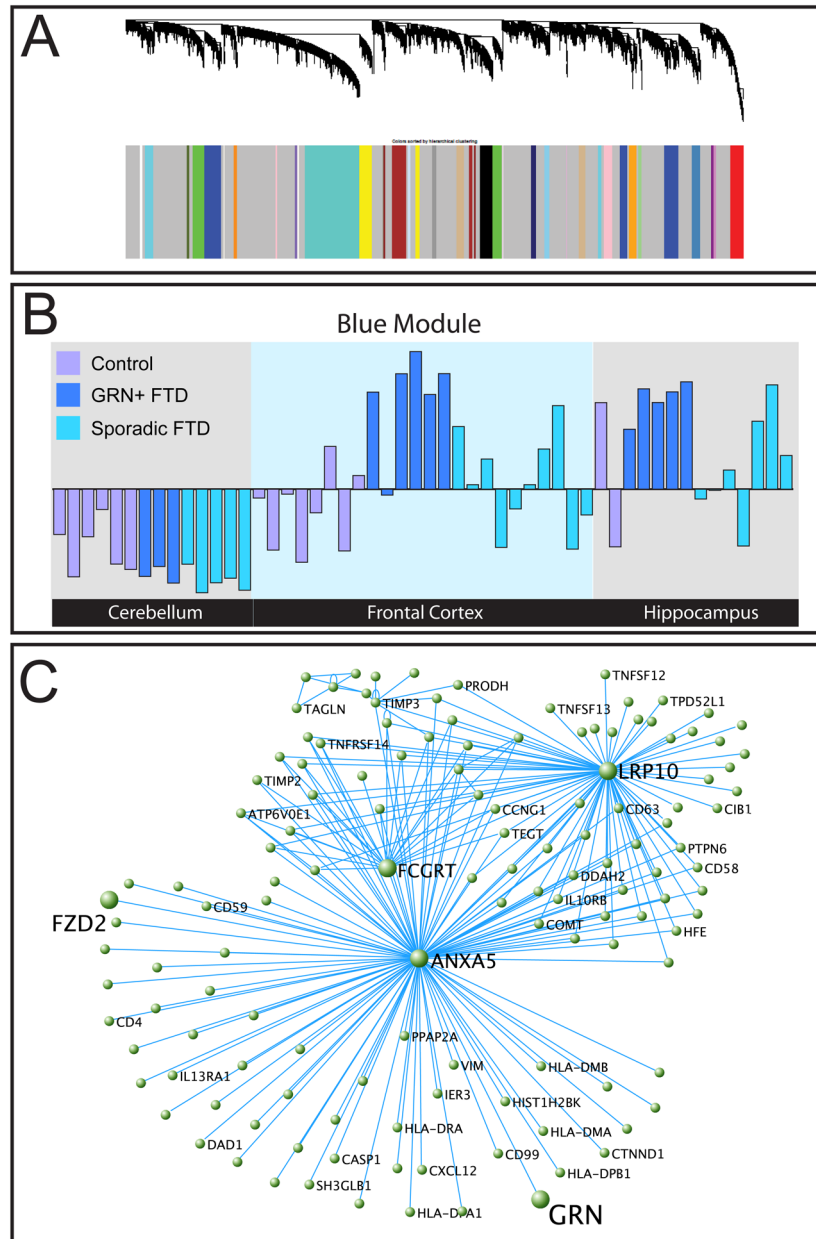 A
Colors sorted by hierarchical clustering
B
Blue Module
Control
GRN+ FTD
Sporadic FTD
Cerebellum
Frontal Cortex
Hippocampus
C
TNFSF12
PRODH
TAGLN
TIMP3
TNFSF13
TPD52L1
TNFRSF14
LRP10
TIMP2
ATP6V0E1
CCNG1
CD63
CIB1
TEGT
PTPN6
FCGRT
CD58
DDAH2
CD59
IL10RB
FZD2
COMT
HFE
ANXA5
CD4
PPAP2A
VIM
HLA-DMB
IL13RA1
IER3
HIST1H2BK
HLA-DRA
HLA-DMA
DAD1
CD99
CTNND1
CASP1
CXCL12
HLA-DPB1
SH3GLB1
GRN
HLA-DPA1